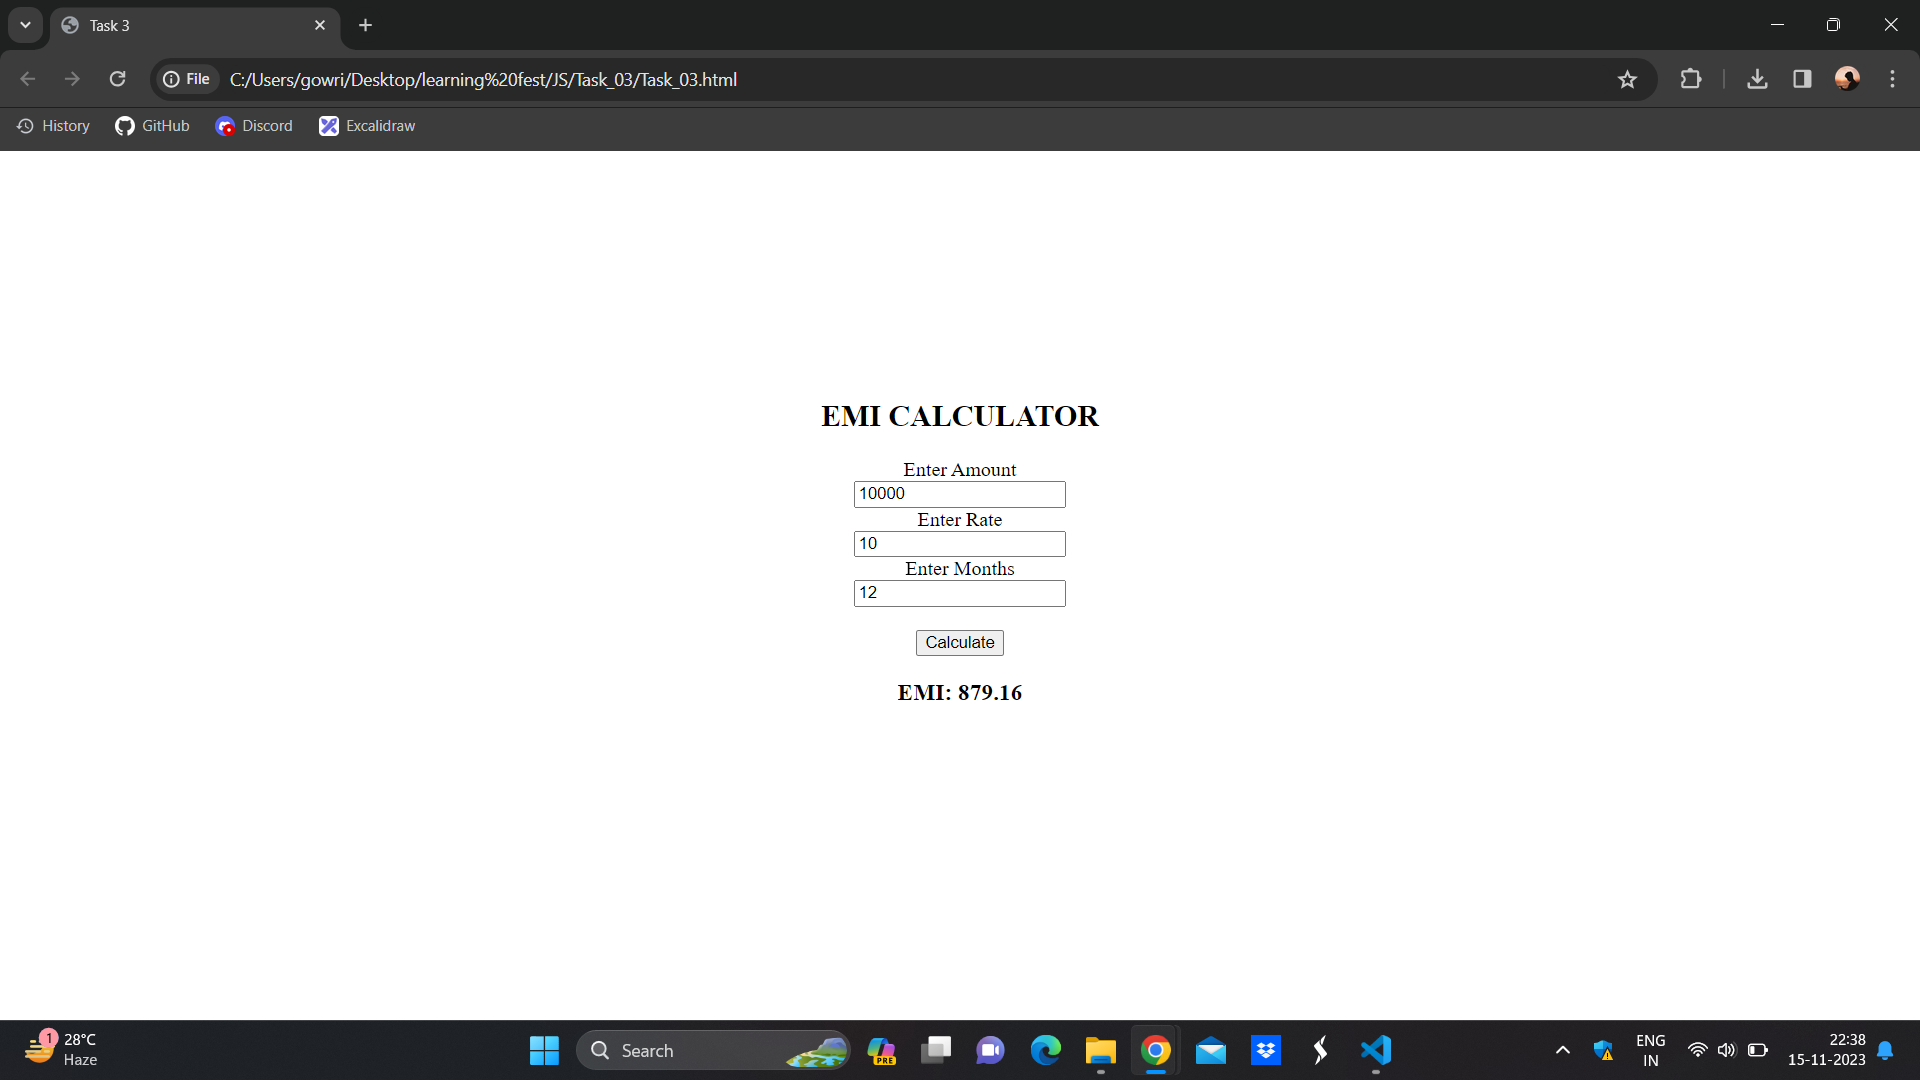 Task 3
File C:/Users/gowri/Desktop/learning%20fest/JS/Task_03/Task_03.html
History GitHub Discord Excalidraw
EMI CALCULATOR
Enter Amount
10000
Enter Rate
10
Enter Months
12
Calculate
EMI: 879.16
1
28°C
Haze
Search
PRE
ENG
IN
22:38
15-11-2023